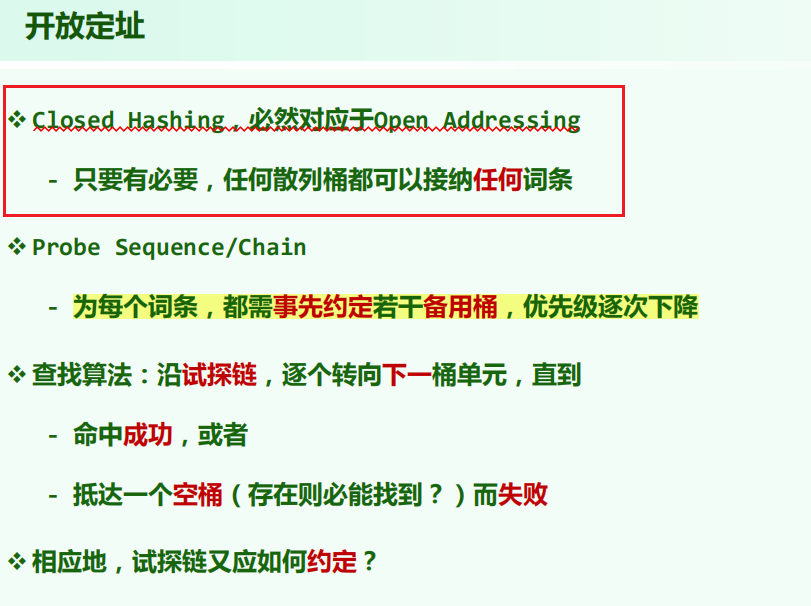 开放定址
❖ Closed Hashing，必然对应于Open Addressing
- 只要有必要，任何散列桶都可以接纳任何词条
❖ Probe Sequence/Chain
- 为每个词条，都需事先约定若干备用桶，优先级逐次下降
❖ 查找算法：沿试探链，逐个转向下一桶单元，直到
- 命中成功，或者
- 抵达一个空桶（存在则必能找到？）而失败
❖ 相应地，试探链又应如何约定？